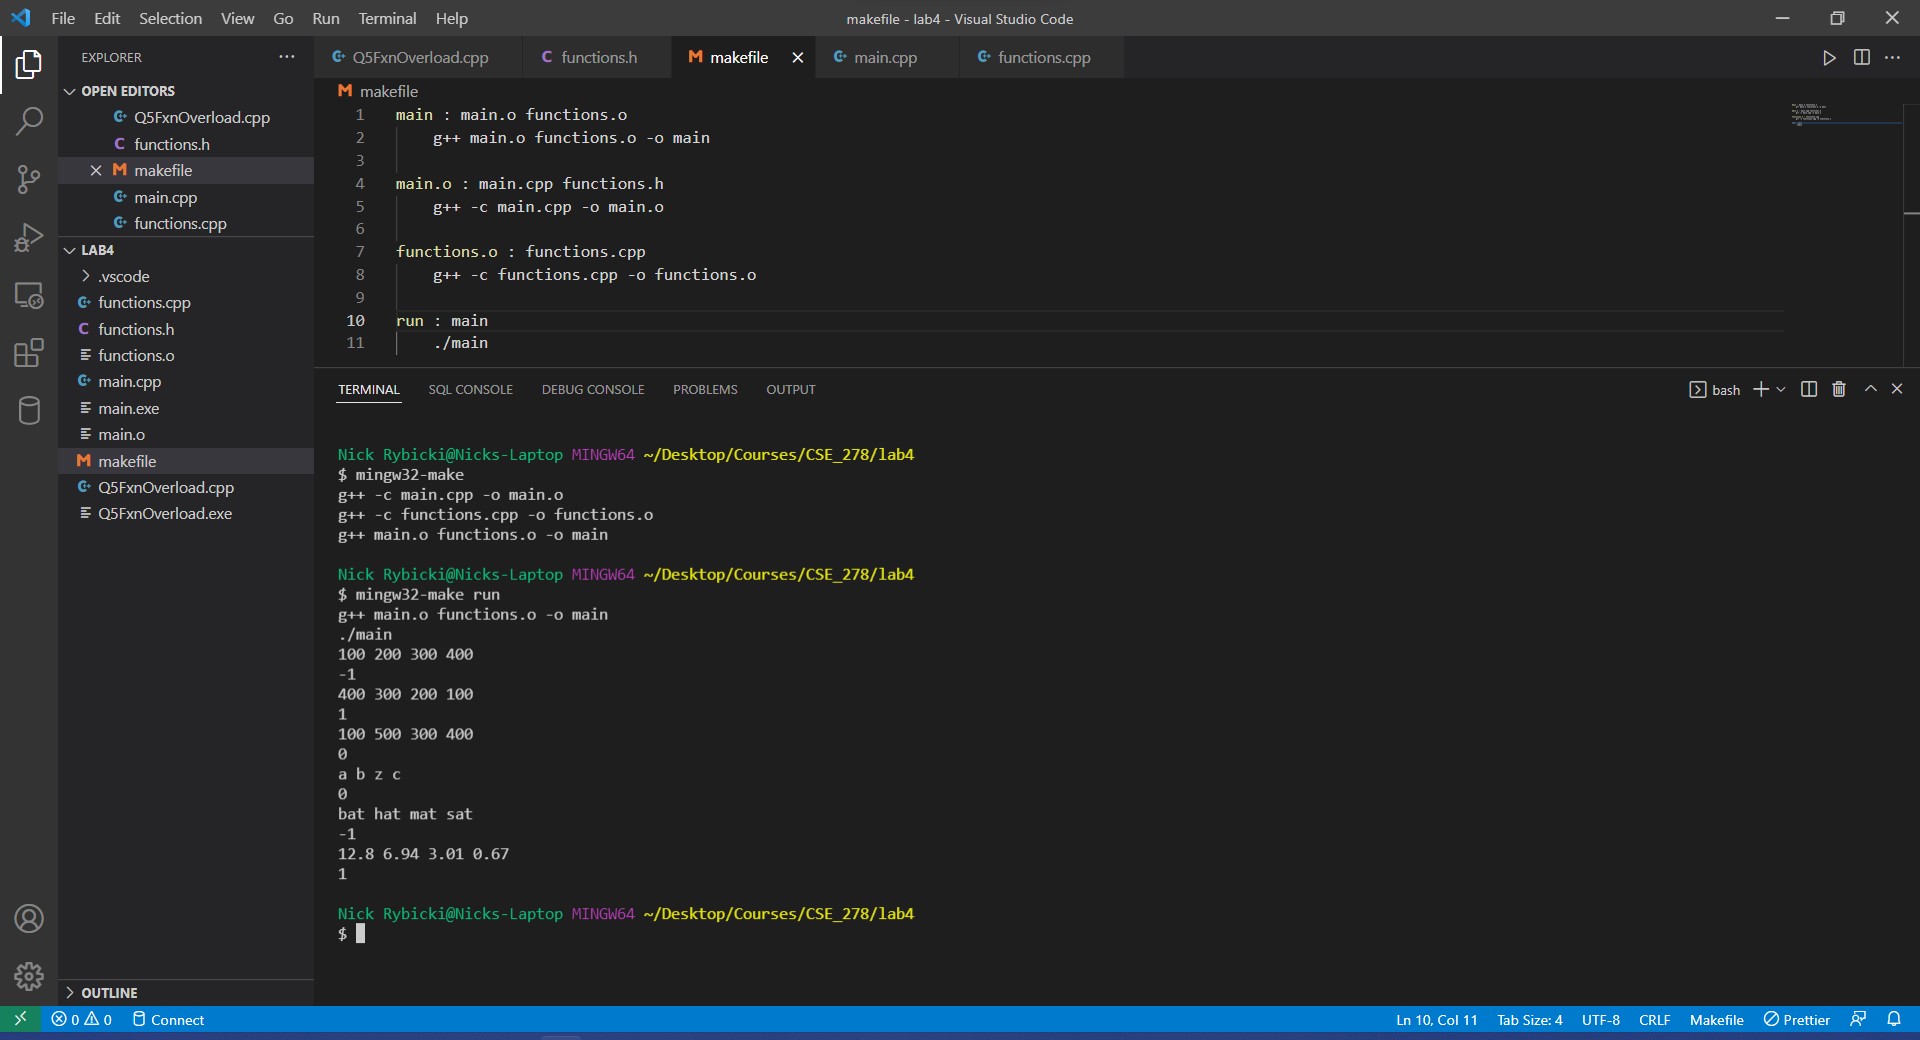 File Edit Selection View Go Run Terminal Help
makefile - lab4 - Visual Studio Code
EXPLORER
OPEN EDITORS
Q5FxnOverload.cpp
functions.h
makefile
main.cpp
functions.cpp
LAB4
.vscode
functions.cpp
functions.h
functions.o
main.cpp
main.exe
main.o
makefile
Q5FxnOverload.cpp
Q5FxnOverload.exe
OUTLINE
Q5FxnOverload.cpp functions.h makefile main.cpp functions.cpp
makefile
1 main : main.o functions.o
2 g++ main.o functions.o -o main
3
4 main.o : main.cpp functions.h
5 g++ -c main.cpp -o main.o
6
7 functions.o : functions.cpp
8 g++ -c functions.cpp -o functions.o
9
10 run : main
11 ./main
TERMINAL SQL CONSOLE DEBUG CONSOLE PROBLEMS OUTPUT
bash
Nick Rybicki@Nicks-Laptop MINGW64 ~/Desktop/Courses/CSE_278/lab4
$ mingw32-make
g++ -c main.cpp -o main.o
g++ -c functions.cpp -o functions.o
g++ main.o functions.o -o main
Nick Rybicki@Nicks-Laptop MINGW64 ~/Desktop/Courses/CSE_278/lab4
$ mingw32-make run
g++ main.o functions.o -o main
./main
100 200 300 400
-1
400 300 200 100
1
100 500 300 400
0
a b z c
0
bat hat mat sat
-1
12.8 6.94 3.01 0.67
1
Nick Rybicki@Nicks-Laptop MINGW64 ~/Desktop/Courses/CSE_278/lab4
$
0 0 Connect
Ln 10, Col 11 Tab Size: 4 UTF-8 CRLF Makefile Prettier